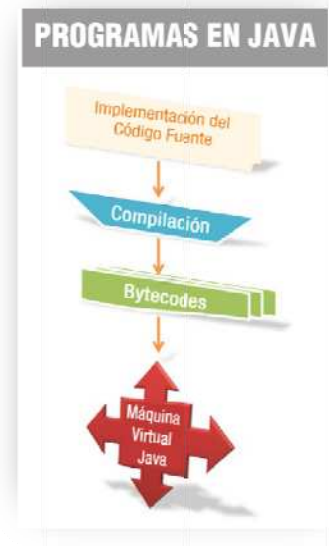 PROGRAMAS EN JAVA
Implementación del
Código Fuente
Compilación
Bytecodes
Máquina
Virtual
Java